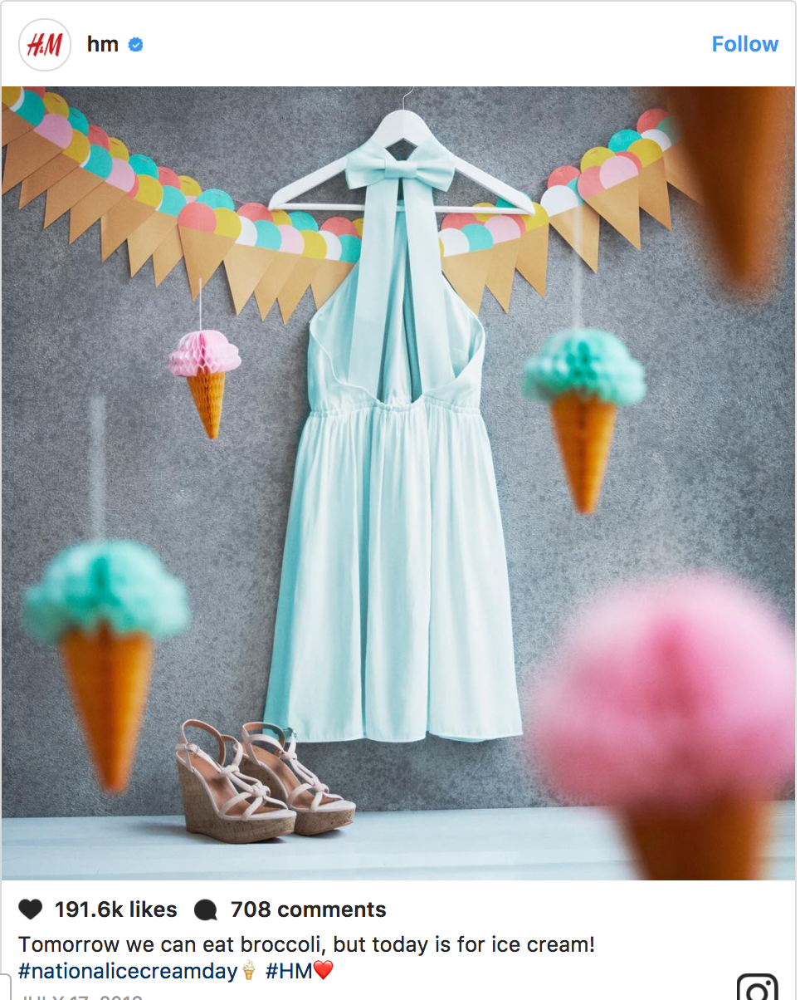 H&M
hm
Follow
191.6k likes 708 comments
Tomorrow we can eat broccoli, but today is for ice cream!
#nationalicecreamday🍦 #HM❤️